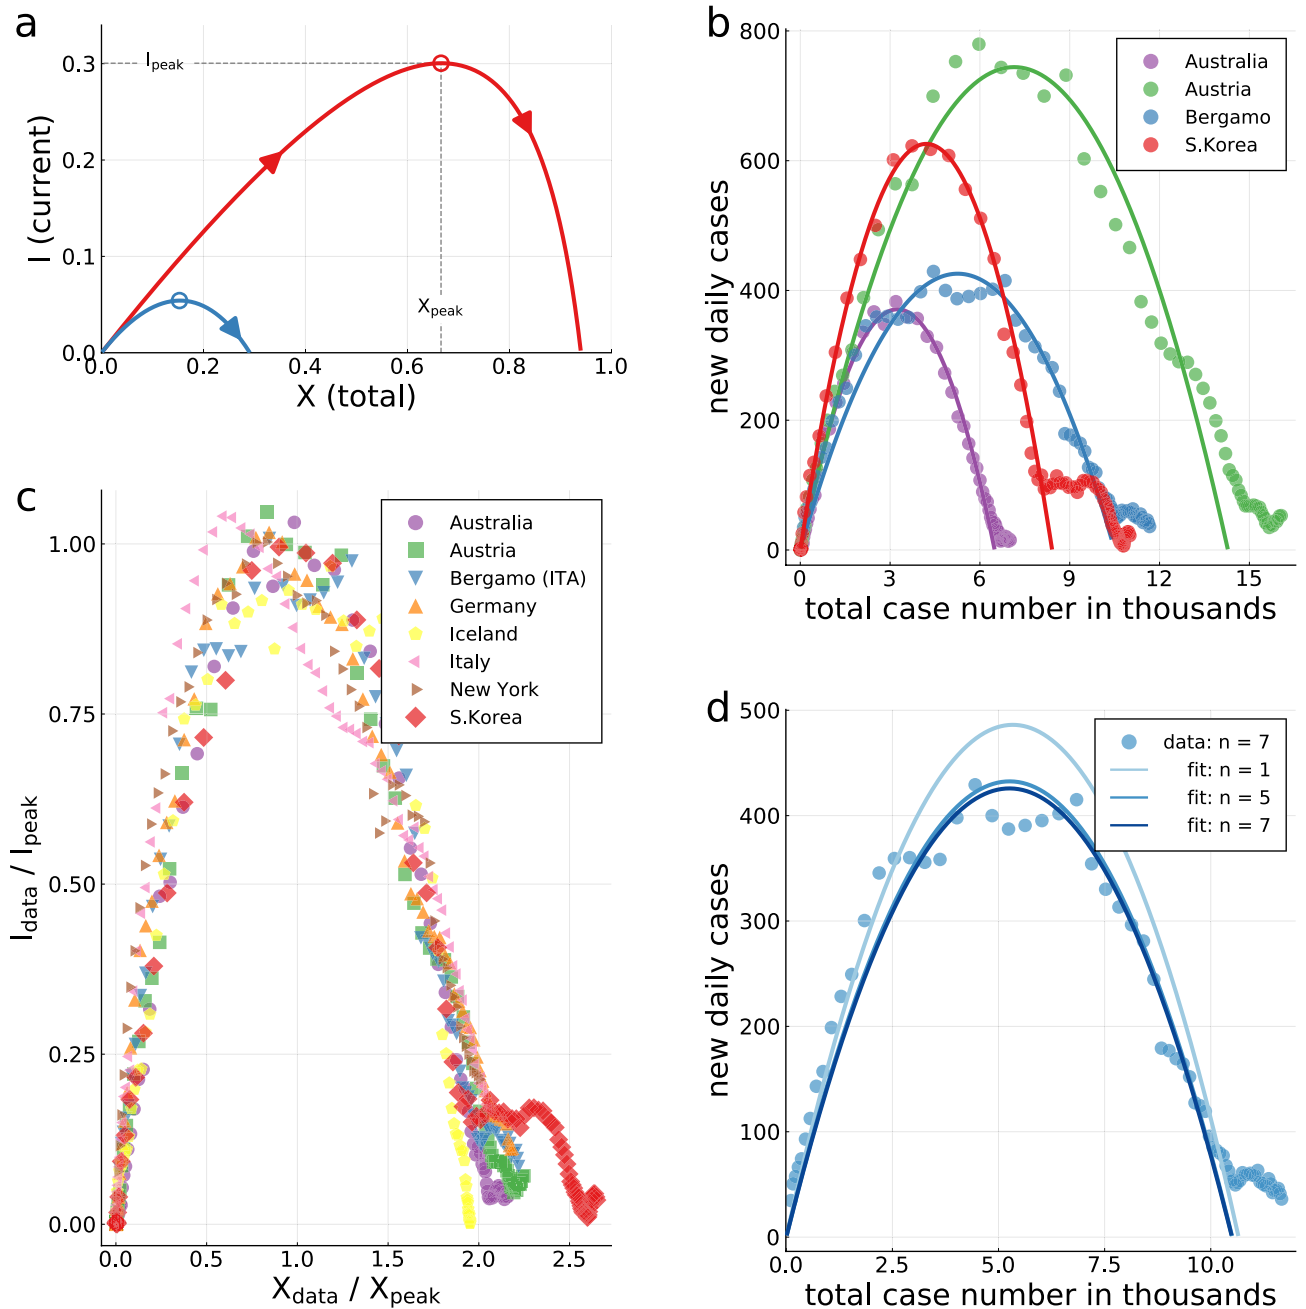 a
I (current)
0.3
0.2
0.1
0.0
I_peak
X_peak
0.0 0.2 0.4 0.6 0.8 1.0
X (total)
b
new daily cases
800
600
400
200
0
Australia
Austria
Bergamo
S.Korea
0 3 6 9 12 15
total case number in thousands
c
I_data / I_peak
1.00
0.75
0.50
0.25
0.00
Australia
Austria
Bergamo (ITA)
Germany
Iceland
Italy
New York
S.Korea
0.0 0.5 1.0 1.5 2.0 2.5
X_data / X_peak
d
new daily cases
500
400
300
200
100
0
data: n = 7
fit: n = 1
fit: n = 5
fit: n = 7
0.0 2.5 5.0 7.5 10.0
total case number in thousands